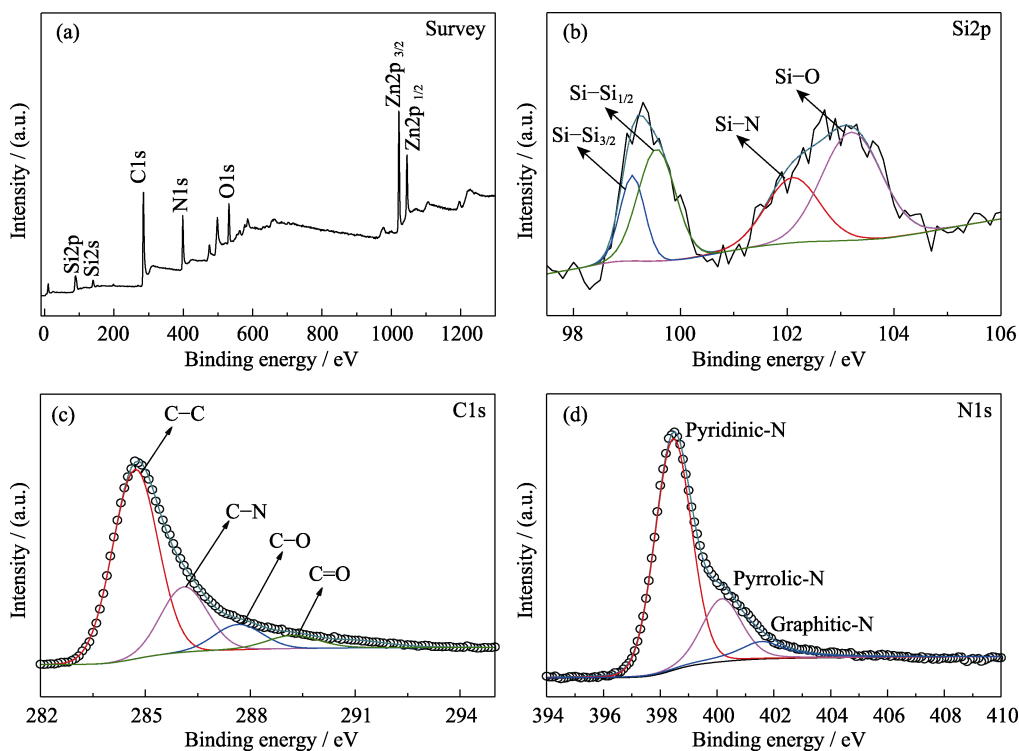 (a) Survey
Intensity / (a.u.)
Si2p
Si2s
C1s
N1s
O1s
Zn2p 3/2
Zn2p 1/2
0 200 400 600 800 1000 1200
Binding energy / eV
(b) Si2p
Intensity / (a.u.)
Si−O
Si−Si1/2
Si−N
Si−Si3/2
98 100 102 104 106
Binding energy / eV
(c) C1s
Intensity / (a.u.)
C−C
C−N
C−O
C=O
282 285 288 291 294
Binding energy / eV
(d) N1s
Intensity / (a.u.)
Pyridinic-N
Pyrrolic-N
Graphitic-N
394 396 398 400 402 404 406 408 410
Binding energy / eV